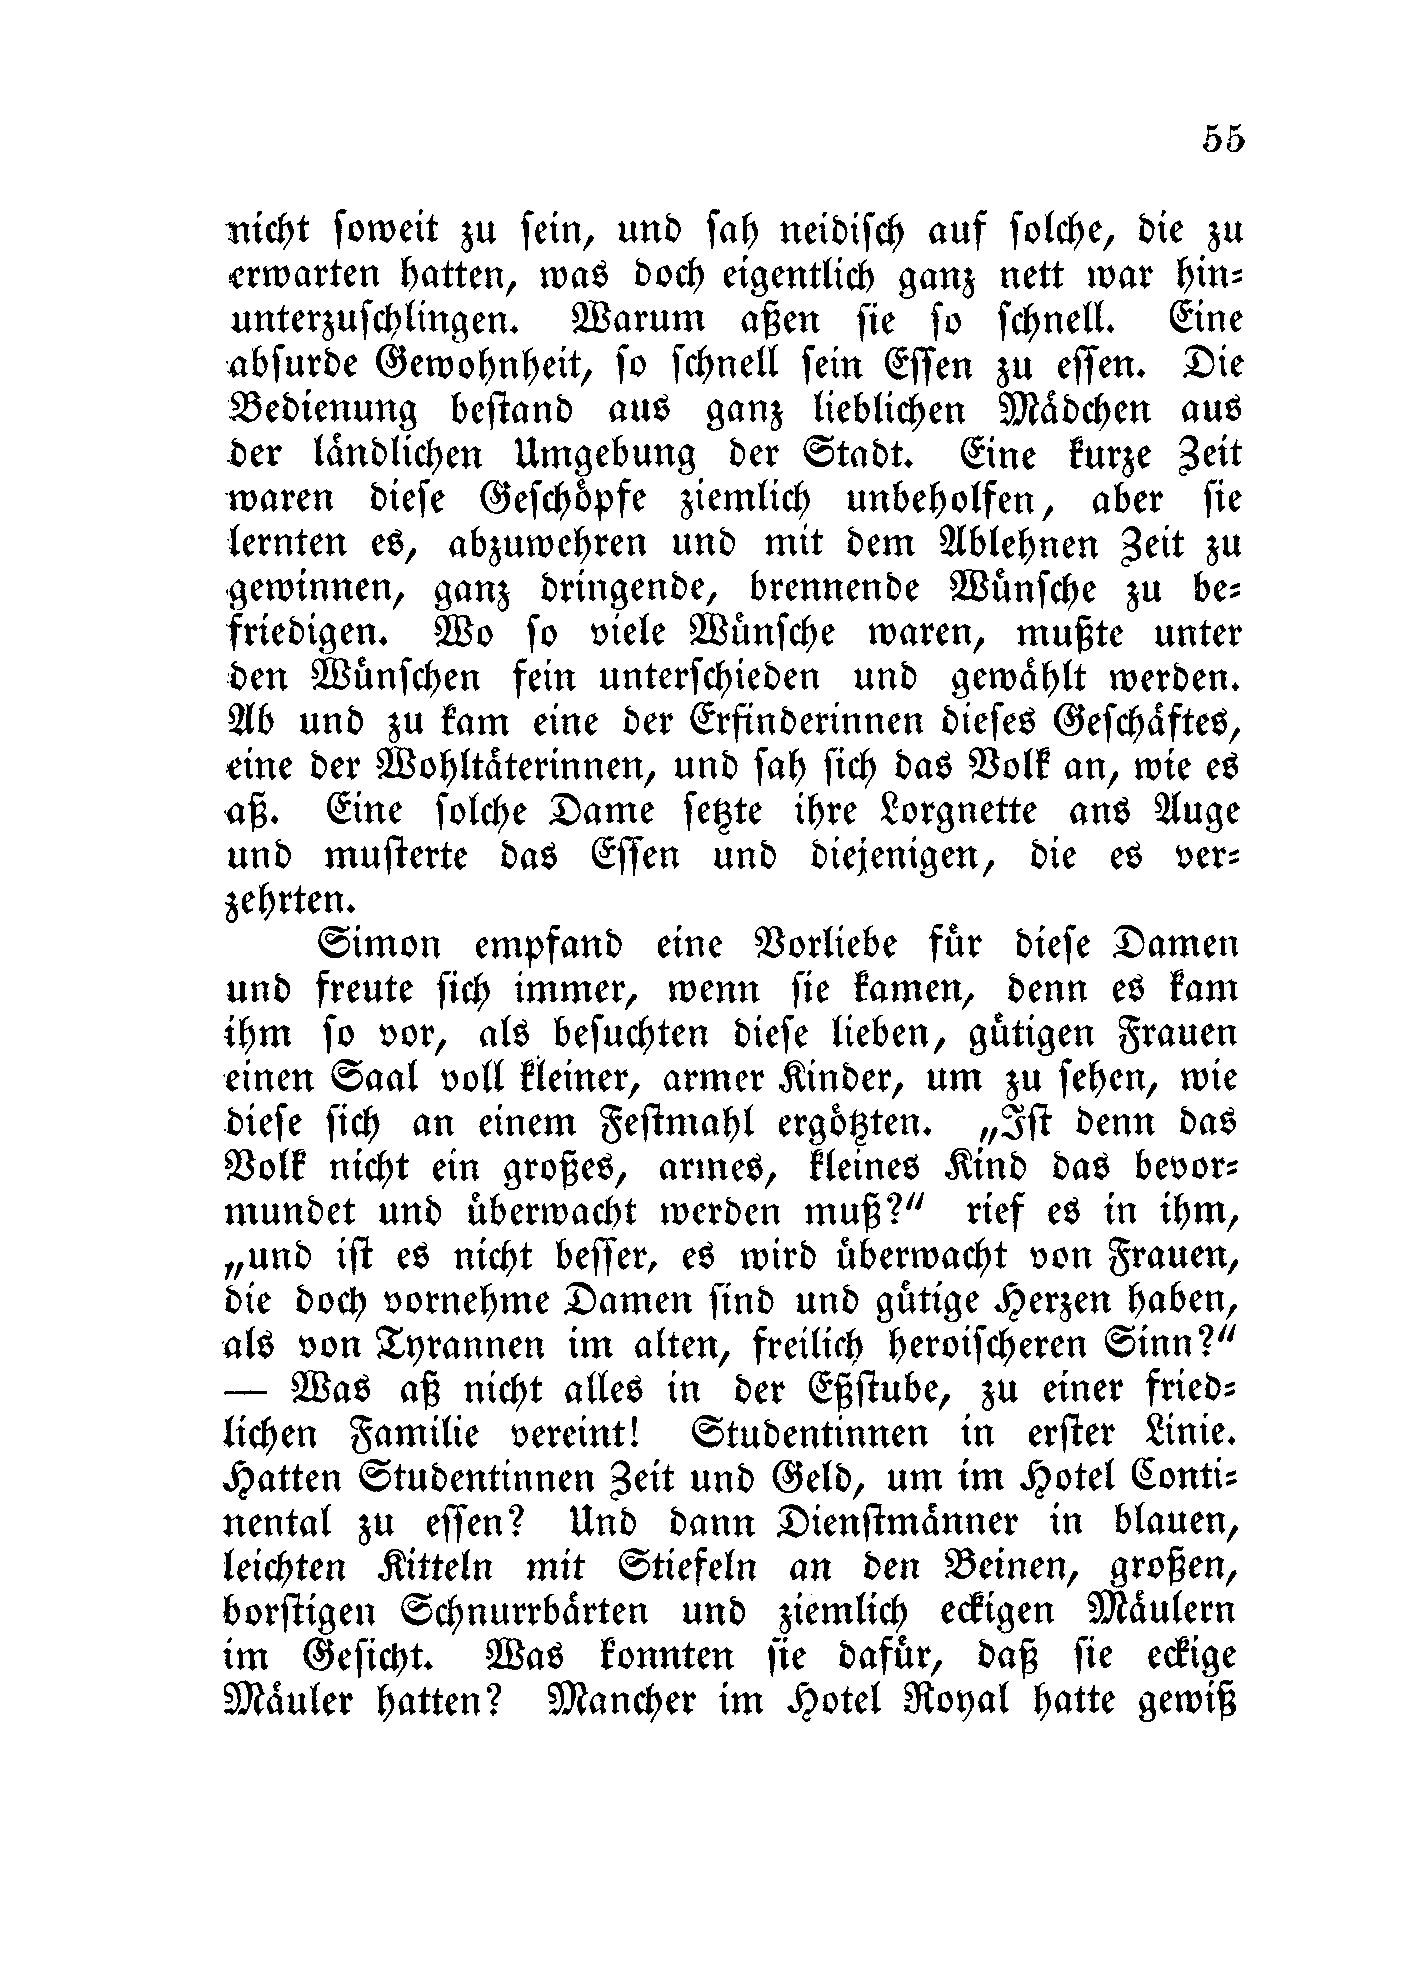 55
nicht soweit zu sein, und sah neidisch auf solche, die zu
erwarten hatten, was doch eigentlich ganz nett war hin-
unterzuschlingen. Warum aßen sie so schnell. Eine
absurde Gewohnheit, so schnell sein Essen zu essen. Die
Bedienung bestand aus ganz lieblichen Mädchen aus
der ländlichen Umgebung der Stadt. Eine kurze Zeit
waren diese Geschöpfe ziemlich unbeholfen, aber sie
lernten es, abzuwehren und mit dem Ablehnen Zeit zu
gewinnen, ganz dringende, brennende Wünsche zu be-
friedigen. Wo so viele Wünsche waren, mußte unter
den Wünschen fein unterschieden und gewählt werden.
Ab und zu kam eine der Erfinderinnen dieses Geschäftes,
eine der Wohltäterinnen, und sah sich das Volk an, wie es
aß. Eine solche Dame setzte ihre Lorgnette ans Auge
und musterte das Essen und diejenigen, die es ver-
zehrten.
Simon empfand eine Vorliebe für diese Damen
und freute sich immer, wenn sie kamen, denn es kam
ihm so vor, als besuchten diese lieben, gütigen Frauen
einen Saal voll kleiner, armer Kinder, um zu sehen, wie
diese sich an einem Festmahl ergötzten. „Ist denn das
Volk nicht ein großes, armes, kleines Kind das bevor-
mundet und überwacht werden muß?“ rief es in ihm,
„und ist es nicht besser, es wird überwacht von Frauen,
die doch vornehme Damen sind und gütige Herzen haben,
als von Tyrannen im alten, freilich heroischeren Sinn?“
— Was aß nicht alles in der Eßstube, zu einer fried-
lichen Familie vereint! Studentinnen in erster Linie.
Hatten Studentinnen Zeit und Geld, um im Hotel Conti-
nental zu essen? Und dann Dienstmänner in blauen,
leichten Kitteln mit Stiefeln an den Beinen, großen,
borstigen Schnurrbärten und ziemlich eckigen Mäulern
im Gesicht. Was konnten sie dafür, daß sie eckige
Mäuler hatten? Mancher im Hotel Royal hatte gewiß